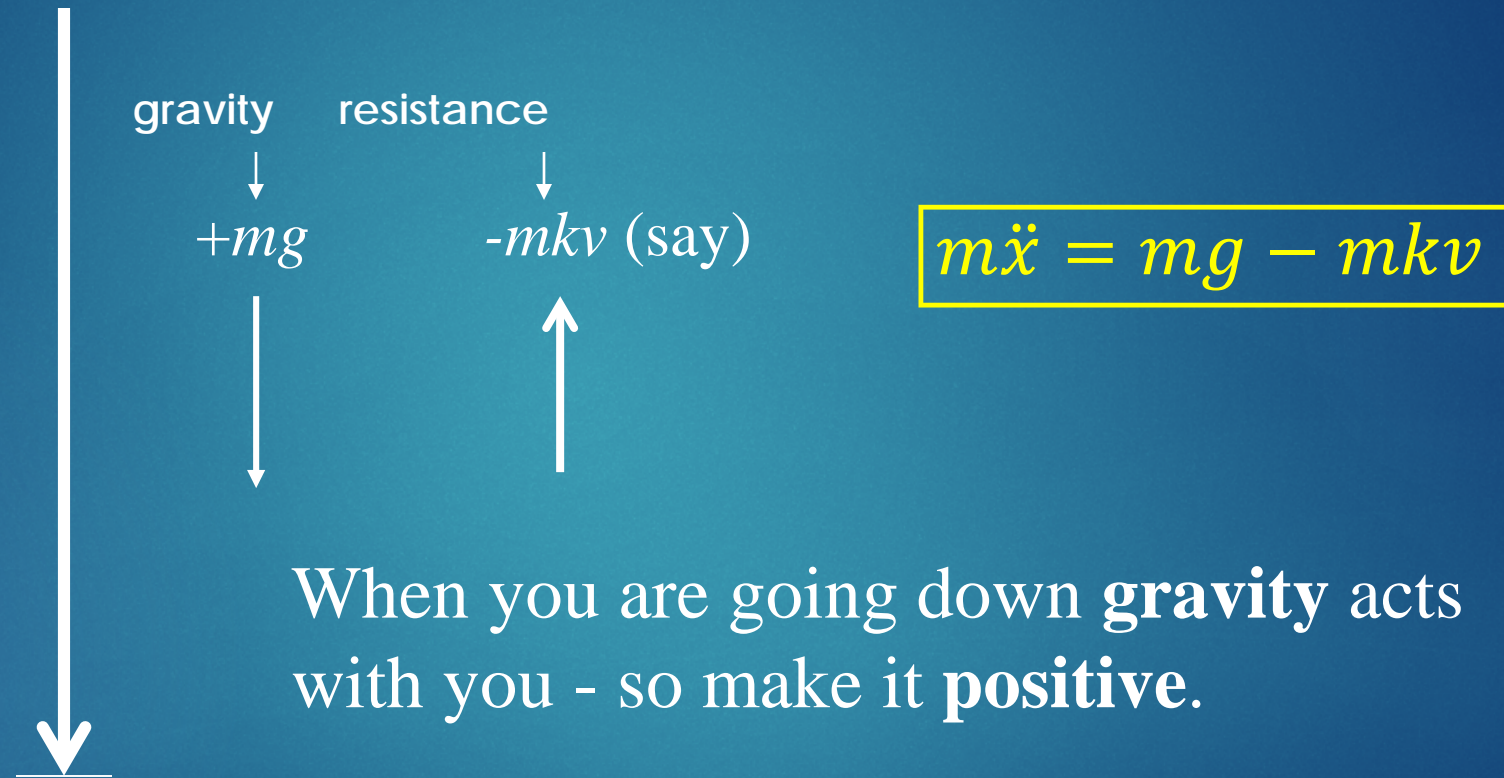 gravity resistance
+mg -mkv (say)
mẍ = mg − mkv
When you are going down gravity acts
with you - so make it positive.